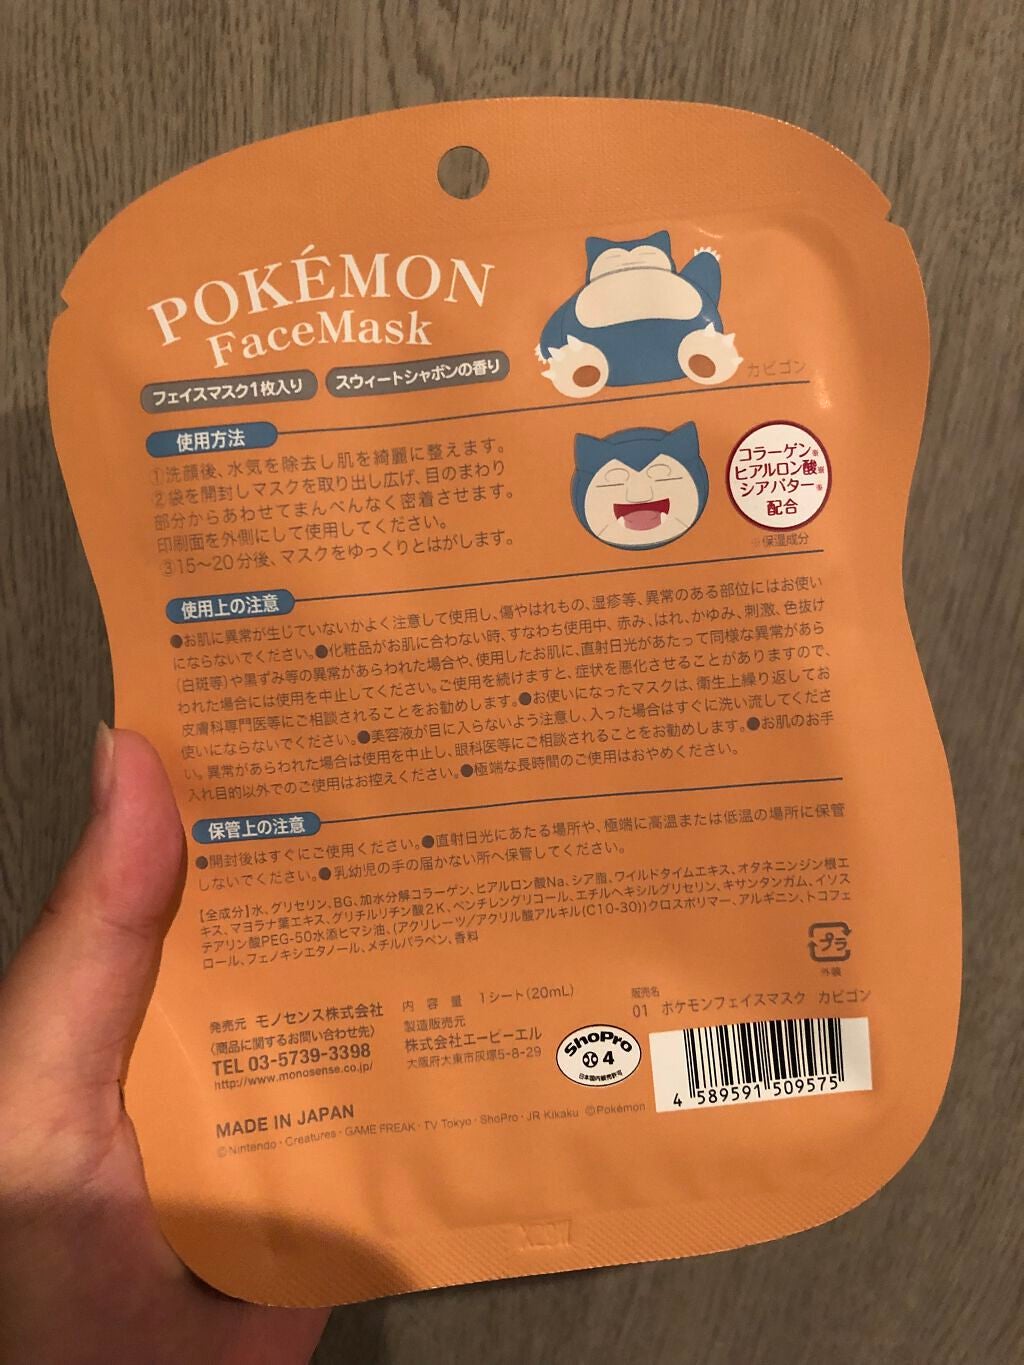 POKÉMON
FaceMask
フェイスマスク1枚入り
スウィートシャボンの香り
カビゴン
使用方法
①洗顔後、水気を除去し肌を綺麗に整えます。
②袋を開封しマスクを取り出し広げ、目のまわり
部分からあわせてまんべんなく密着させます。
印刷面を外側にして使用してください。
③15〜20分後、マスクをゆっくりとはがします。
コラーゲン※
ヒアルロン酸※
シアバター※
配合
※保湿成分
使用上の注意
●お肌に異常が生じていないかよく注意して使用し、傷やはれもの、湿疹等、異常のある部位にはお使い
にならないでください。●化粧品がお肌に合わない時、すなわち使用中、赤み、はれ、かゆみ、刺激、色抜け
(白斑等)や黒ずみ等の異常があらわれた場合や、使用したお肌に、直射日光があたって同様な異常があら
われた場合には使用を中止してください。ご使用を続けますと、症状を悪化させることがありますので、
皮膚科専門医等にご相談されることをお勧めします。●お使いになったマスクは、衛生上繰り返してお
使いにならないでください。●美容液が目に入らないよう注意し、入った場合はすぐに洗い流してくださ
い。異常があらわれた場合は使用を中止し、眼科医等にご相談されることをお勧めします。●お肌のお手
入れ目的以外でのご使用はお控えください。●極端な長時間のご使用はおやめください。
保管上の注意
●開封後はすぐにご使用ください。●直射日光にあたる場所や、極端に高温または低温の場所に保管
しないでください。●乳幼児の手の届かない所へ保管してください。
【全成分】水、グリセリン、BG、加水分解コラーゲン、ヒアルロン酸Na、シア脂、ワイルドタイムエキス、オタネニンジン根エ
キス、マヨラナ葉エキス、グリチルリチン酸2K、ペンチレングリコール、エチルヘキシルグリセリン、キサンタンガム、イソス
テアリン酸PEG-50水添ヒマシ油、(アクリレーツ/アクリル酸アルキル(C10-30))クロスポリマー、アルギニン、トコフェ
ロール、フェノキシエタノール、メチルパラベン、香料
プラ
外装
発売元 モノセンス株式会社
〈商品に関するお問い合わせ先〉
TEL 03-5739-3398
http://www.monosense.co.jp/
内容量 1シート(20mL)
製造販売元
株式会社エービーエル
大阪府大東市灰塚5-8-29
ShoPro
4
日本国内販売許可
販売名
01 ポケモンフェイスマスク カビゴン
4 589591 509575
MADE IN JAPAN
©Nintendo・Creatures・GAME FREAK・TV Tokyo・ShoPro・JR Kikaku ©Pokémon